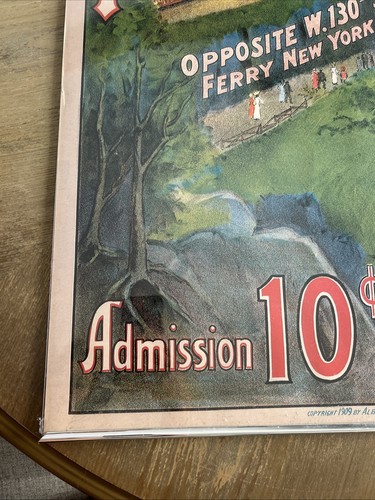 OPPOSITE W. 130
FERRY NEW YORK
Admission 10¢
COPYRIGHT 1909 BY